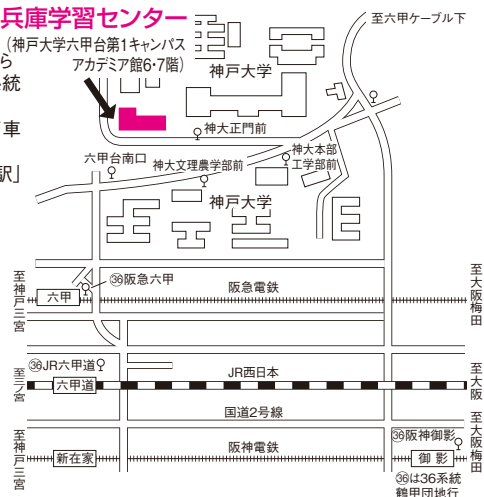 兵庫学習センター
(神戸大学六甲台第1キャンパス
アカデミア館6・7階)
ら
統
車
駅」
至六甲ケーブル下
神戸大学
神大正門前
六甲台南口
神大文理農学部前
神大本部
工学部前
神戸大学
至神戸三宮
㊱阪急六甲
六甲
阪急電鉄
至大阪梅田
㊱JR六甲道
至三ノ宮
六甲道
JR西日本
至大阪
国道2号線
至神戸三宮
新在家
阪神電鉄
㊱阪神御影
御影
至大阪梅田
㊱は36系統
鶴甲団地行